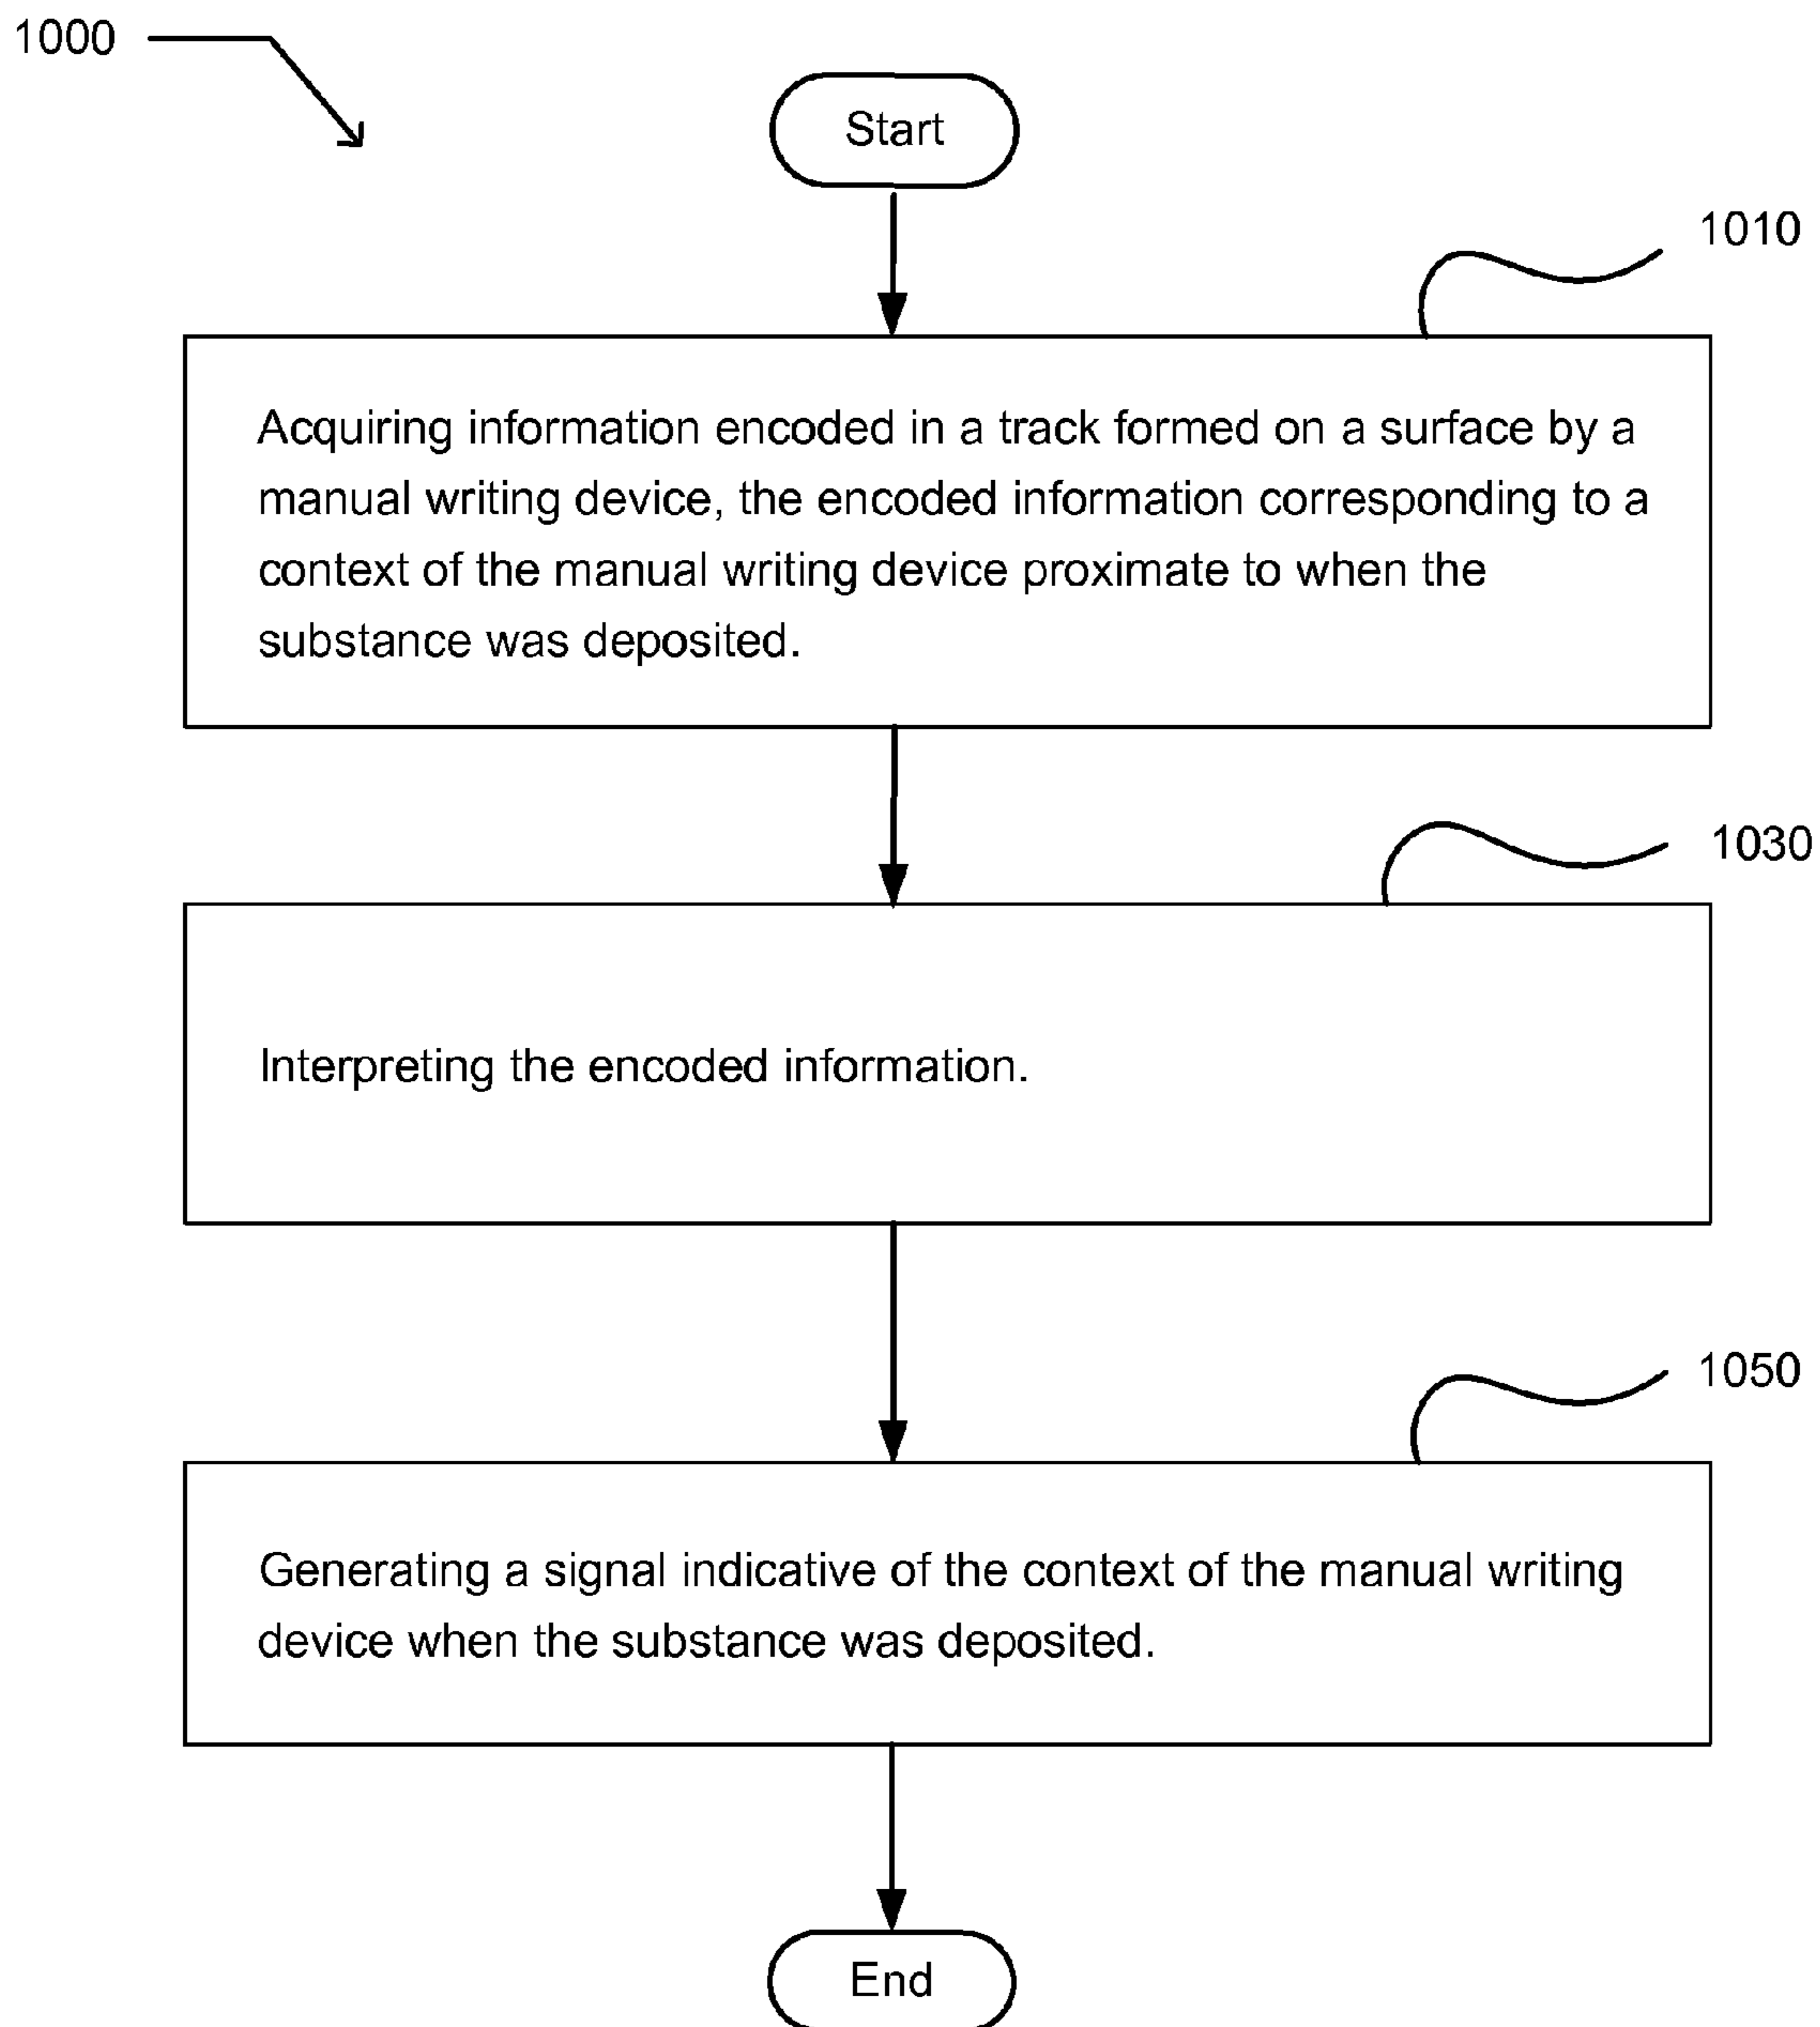 1000
Start
1010
Acquiring information encoded in a track formed on a surface by a
manual writing device, the encoded information corresponding to a
context of the manual writing device proximate to when the
substance was deposited.
1030
Interpreting the encoded information.
1050
Generating a signal indicative of the context of the manual writing
device when the substance was deposited.
End